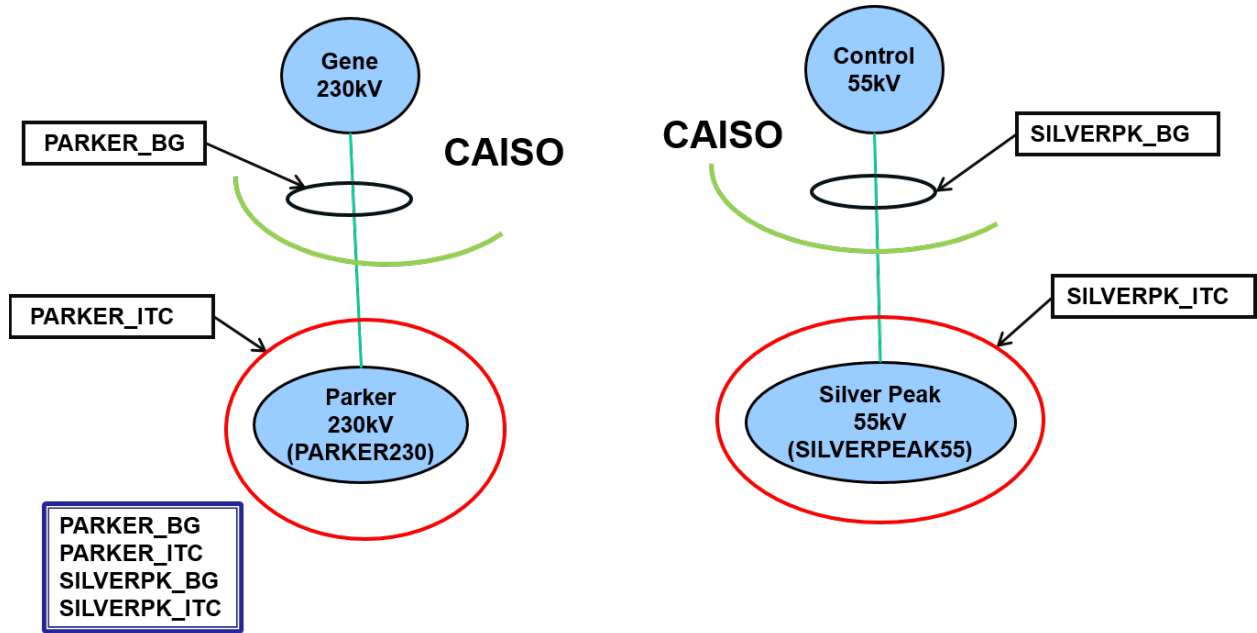 Gene
230kV
PARKER_BG
CAISO
PARKER_ITC
Parker
230kV
(PARKER230)
Control
55kV
CAISO
SILVERPK_BG
SILVERPK_ITC
Silver Peak
55kV
(SILVERPEAK55)
PARKER_BG
PARKER_ITC
SILVERPK_BG
SILVERPK_ITC